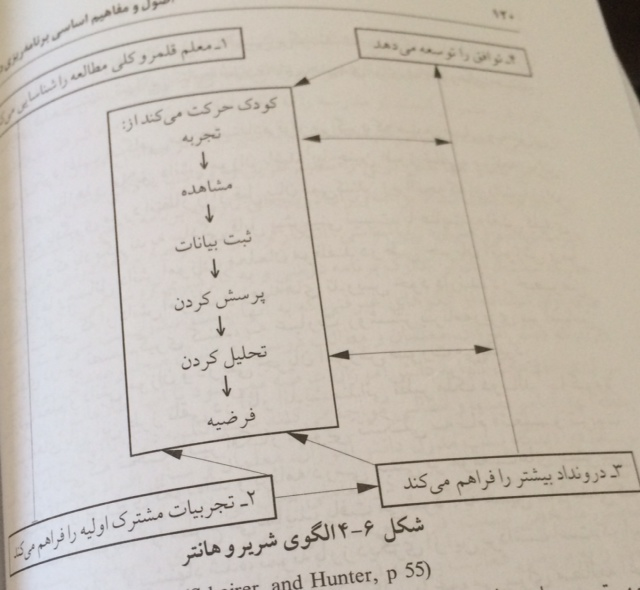 ۱۲۰
اصول و مفاهیم اساسی برنامه‌ریزی
۱ـ معلم قلمرو کلی مطالعه را شناسایی
۴ـ توافق را توسعه می‌دهد
کودک حرکت می‌کند از:
تجربه
مشاهده
ثبت بیانات
پرسش کردن
تحلیل کردن
فرضیه
۳ـ درونداد بیشتر را فراهم می‌کند
۲ـ تجربیات مشترک اولیه را فراهم می‌کند
شکل ۶-۴ الگوی شریر و هانتر
and Hunter, p 55)